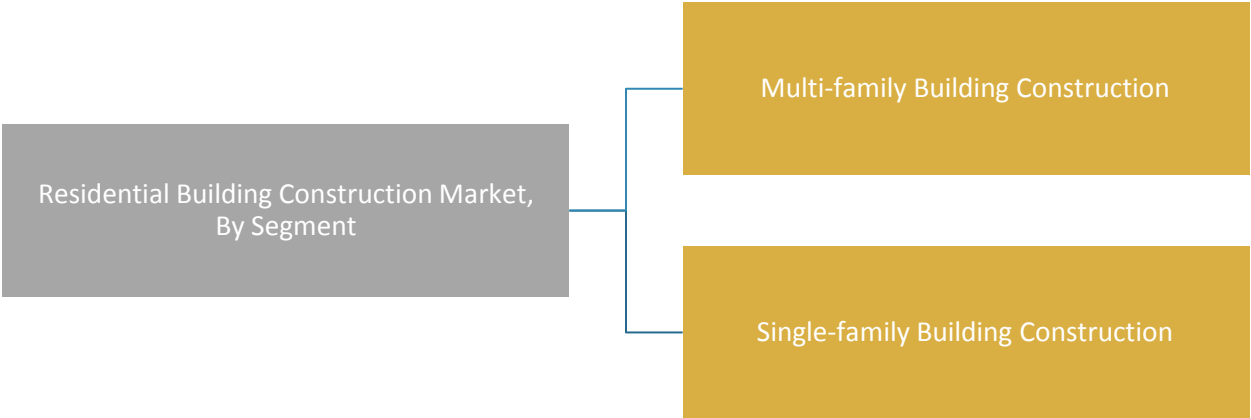 Multi-family Building Construction
Residential Building Construction Market,
By Segment
Single-family Building Construction